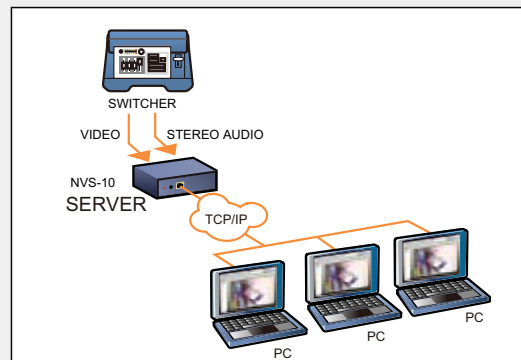 SWITCHER
VIDEO
STEREO AUDIO
NVS-10
SERVER
TCP/IP
PC
PC
PC